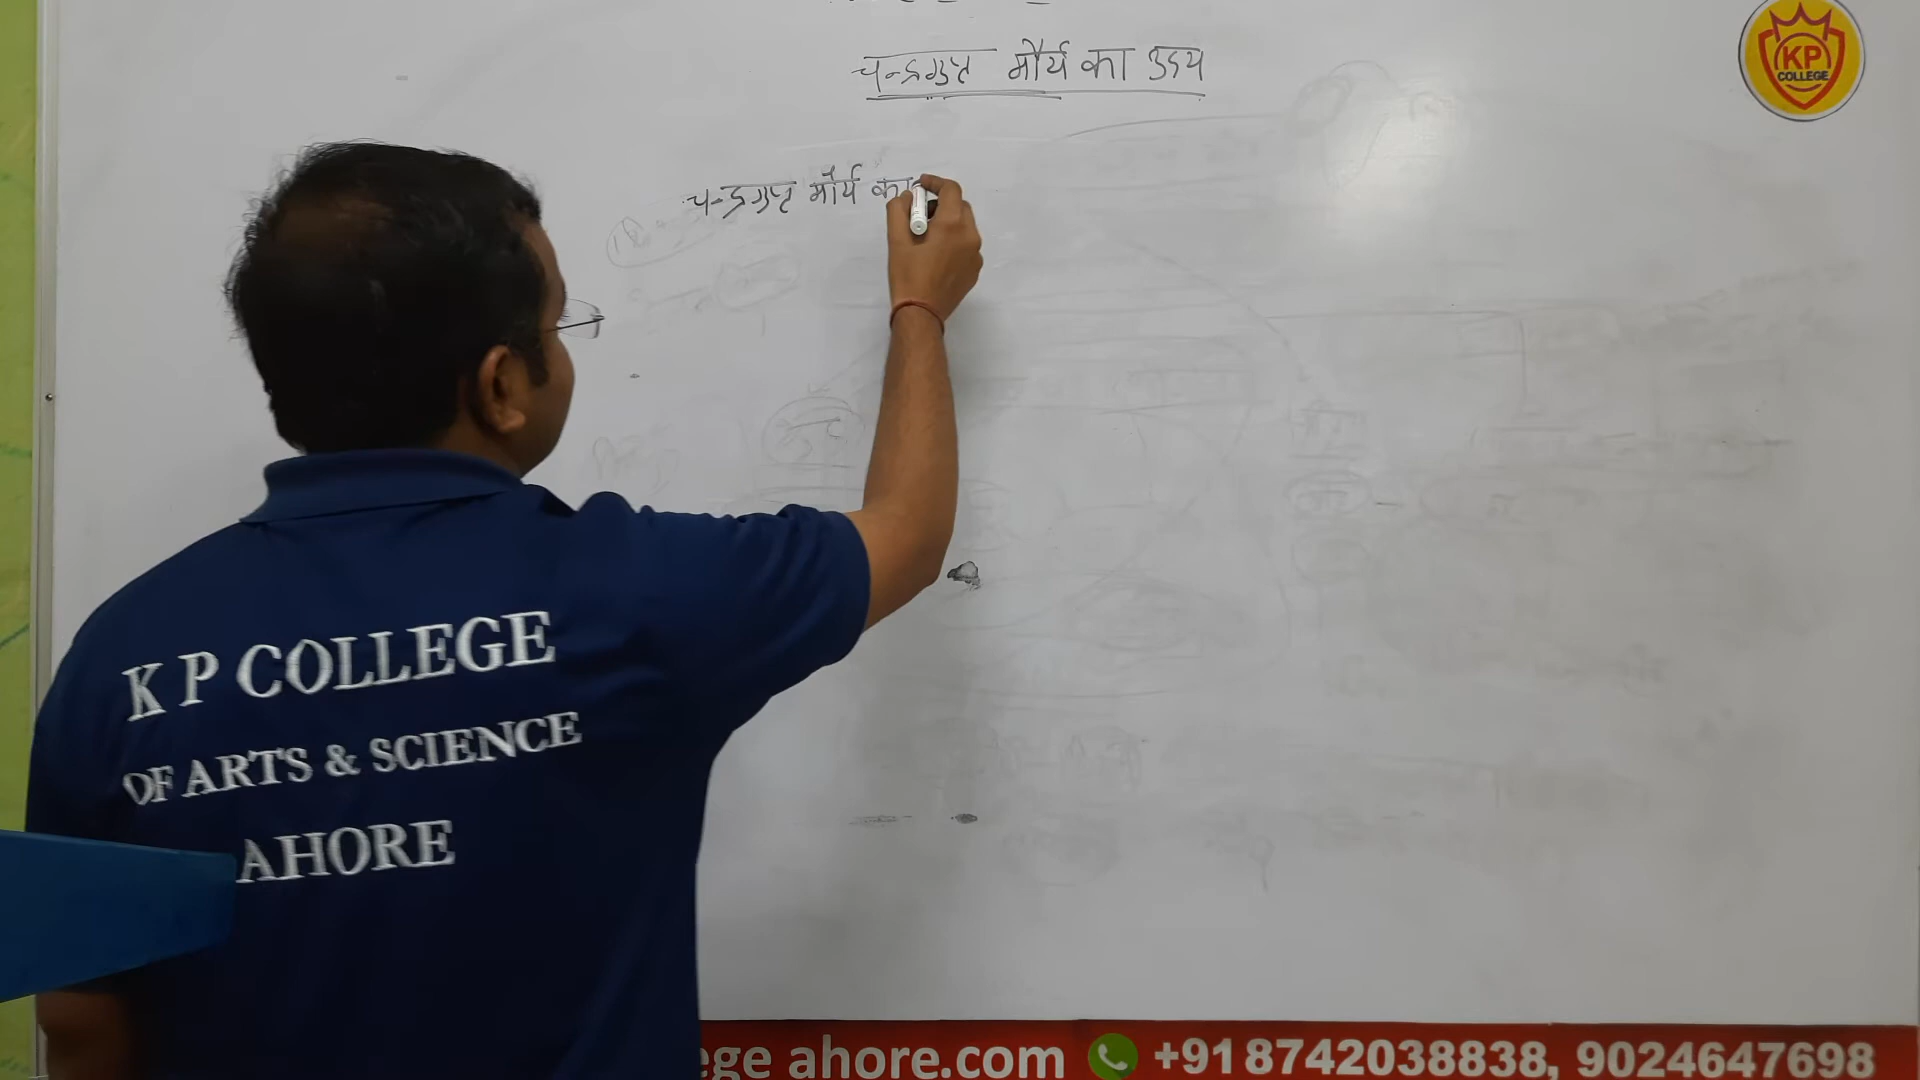 चन्द्रगुप्त मौर्य का उदय
KP
COLLEGE
चन्द्रगुप्त मौर्य का
K P COLLEGE
OF ARTS & SCIENCE
AHORE
ege ahore.com +91 8742038838, 9024647698